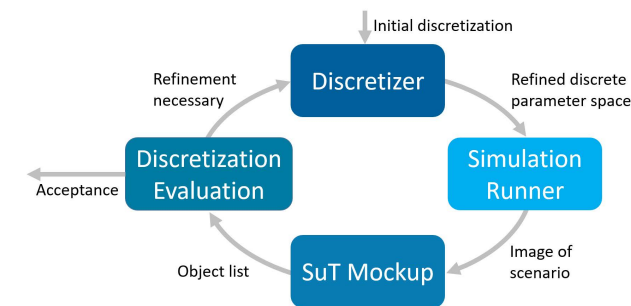 Initial discretization
Discretizer
Refinement
necessary
Refined discrete
parameter space
Discretization
Evaluation
Simulation
Runner
Acceptance
Image of
scenario
Object list
SuT Mockup